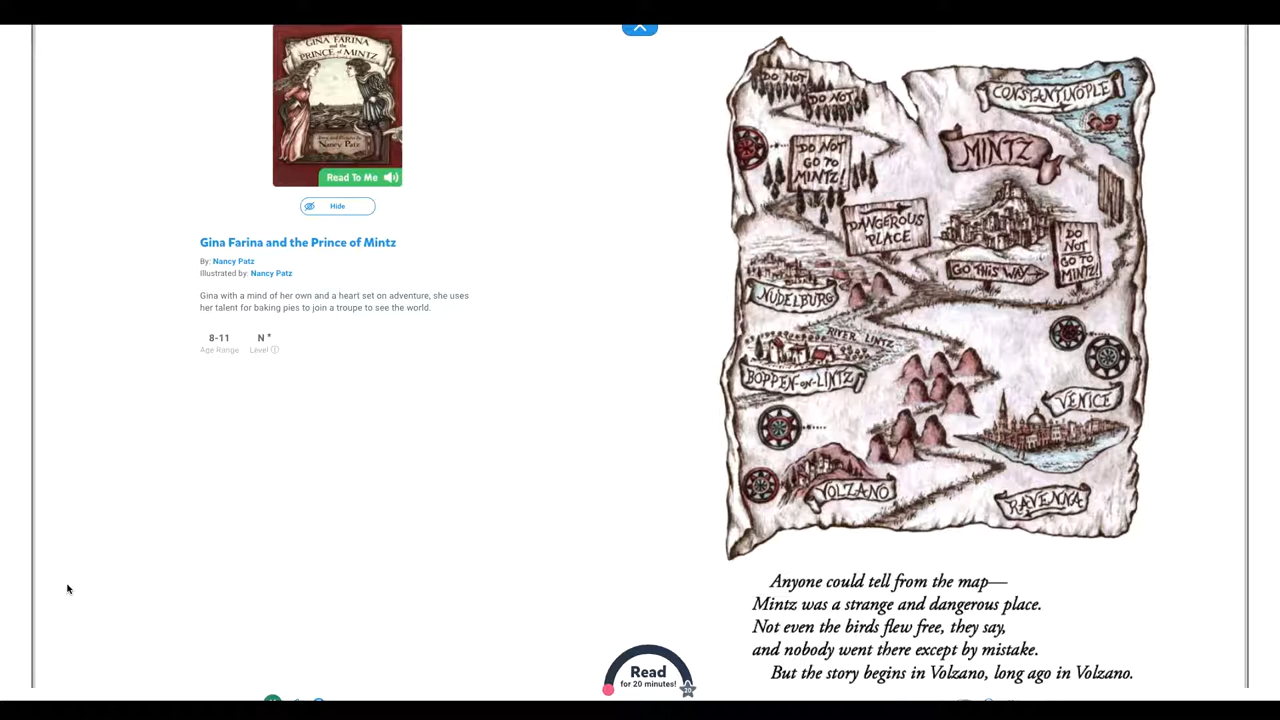 GINA FARINA
and the
PRINCE of MINTZ
Nancy Patz
Read To Me
Hide
Gina Farina and the Prince of Mintz
By: Nancy Patz
Illustrated by: Nancy Patz
Gina with a mind of her own and a heart set on adventure, she uses
her talent for baking pies to join a troupe to see the world.
8-11
Age Range
N *
Level
DO NOT
DO NOT
DO NOT
GO TO
MINTZ!
CONSTANTINOPLE
MINTZ
DANGEROUS
PLACE
DO
NOT
GO TO
MINTZ!
GO THIS WAY
NUDELBURG
RIVER LINTZ
BOPPEN-ON-LINTZ
VENICE
VOLZANO
RAVENNA
Anyone could tell from the map—
Mintz was a strange and dangerous place.
Not even the birds flew free, they say,
and nobody went there except by mistake.
But the story begins in Volzano, long ago in Volzano.
Read
for 20 minutes!
20